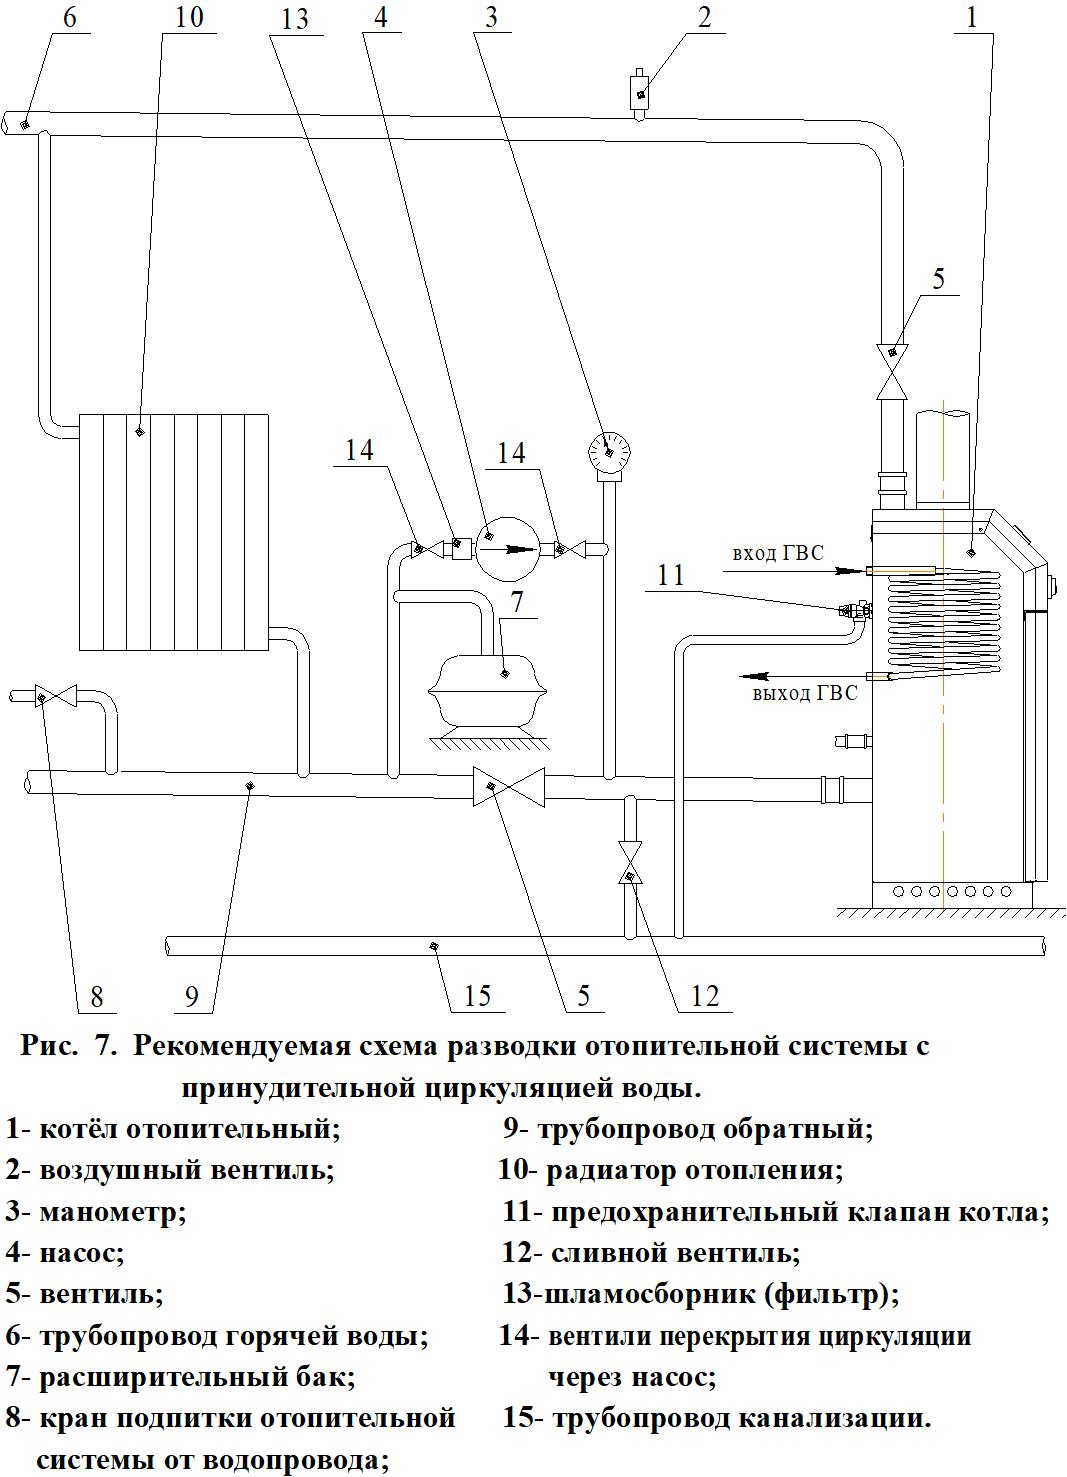 6 10 13 4 3 2 1
5
14 14
вход ГВС
11
7
выход ГВС
8 9 15 5 12
Рис. 7. Рекомендуемая схема разводки отопительной системы с
принудительной циркуляцией воды.
1- котёл отопительный;
2- воздушный вентиль;
3- манометр;
4- насос;
5- вентиль;
6- трубопровод горячей воды;
7- расширительный бак;
8- кран подпитки отопительной
системы от водопровода;
9- трубопровод обратный;
10- радиатор отопления;
11- предохранительный клапан котла;
12- сливной вентиль;
13-шламосборник (фильтр);
14- вентили перекрытия циркуляции
через насос;
15- трубопровод канализации.